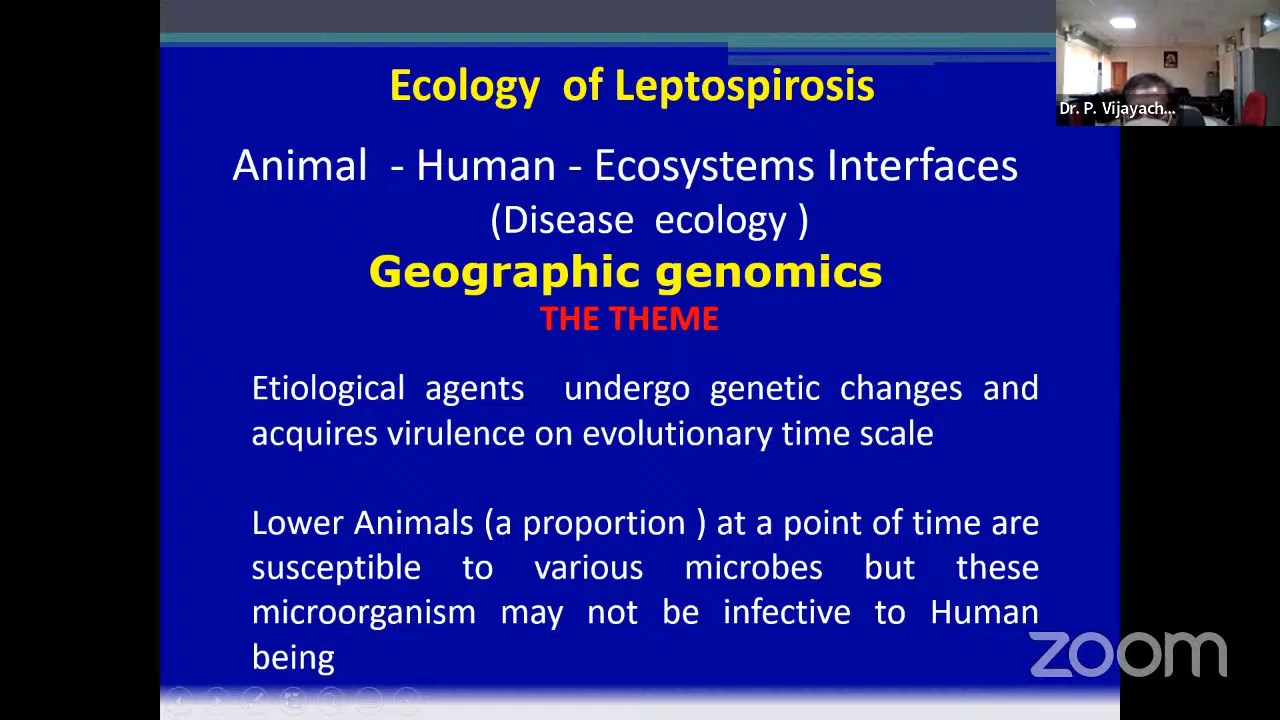 Ecology of Leptospirosis
Dr. P. Vijayach...
Animal - Human - Ecosystems Interfaces
(Disease ecology )
Geographic genomics
THE THEME
Etiological agents undergo genetic changes and
acquires virulence on evolutionary time scale
Lower Animals (a proportion ) at a point of time are
susceptible to various microbes but these
microorganism may not be infective to Human
being
zoom